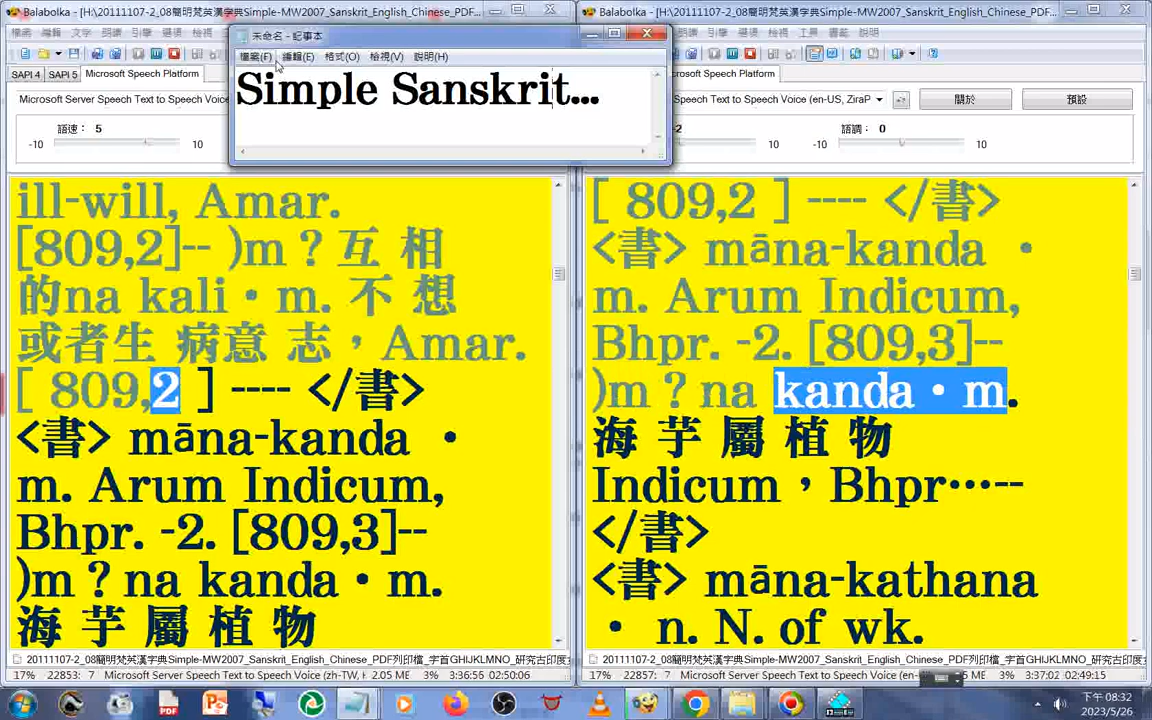 Balabolka - [H:\20111107-2_08簡明梵英漢字典Simple-MW2007_Sanskrit_English_Chinese_PDF...
Balabolka - [H:\20111107-2_08簡明梵英漢字典Simple-MW2007_Sanskrit_English_Chinese_PDF...
未命名 - 記事本
檔案(F) 編輯(E) 格式(O) 檢視(V) 說明(H)
Simple Sanskrit...
SAPI 4 SAPI 5 Microsoft Speech Platform
Speech Platform
Microsoft Server Speech Text to Speech Voice
Speech Text to Speech Voice (en-US, ZiraP
關於 預設
語速： 5
-10 10
-2 語調： 0
10 -10 10
ill-will, Amar.
[809,2]-- )m ? 互 相
的na kali • m. 不 想
或者生 病意 志，Amar.
[ 809,2 ] ---- </書>
<書> māna-kanda •
m. Arum Indicum,
Bhpr. -2. [809,3]--
)m ? na kanda • m.
海 芋 屬 植 物
[ 809,2 ] ---- </書>
<書> māna-kanda •
m. Arum Indicum,
Bhpr. -2. [809,3]--
)m ? na kanda • m.
海 芋 屬 植 物
Indicum，Bhpr…--
</書>
<書> māna-kathana
• n. N. of wk.
20111107-2_08簡明梵英漢字典Simple-MW2007_Sanskrit_English_Chinese_PDF列印檔_字首GHIJKLMNO_研究古印度
20111107-2_08簡明梵英漢字典Simple-MW2007_Sanskrit_English_Chinese_PDF列印檔_字首GHIJKLMNO_研究古印度
17% 22883: 7 Microsoft Server Speech Text to Speech Voice (zh-TW, 2.05 ME 3% 3:36:55 02:50:06
17% 22857: 7 Microsoft Server Speech Text to Speech Voice ME 3% 3:37:02 02:49:15
下午 08:32
2023/5/26